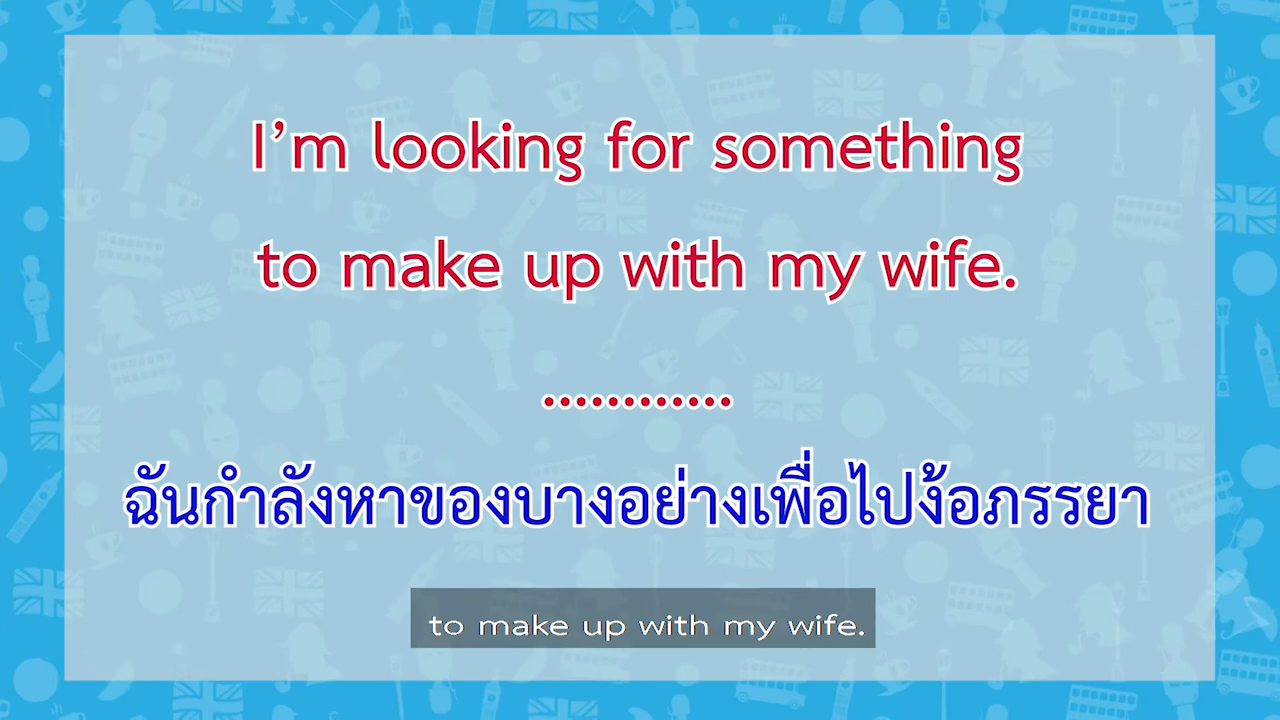 I’m looking for something
to make up with my wife.
............
ฉันกำลังหาของบางอย่างเพื่อไปง้อภรรยา
to make up with my wife.